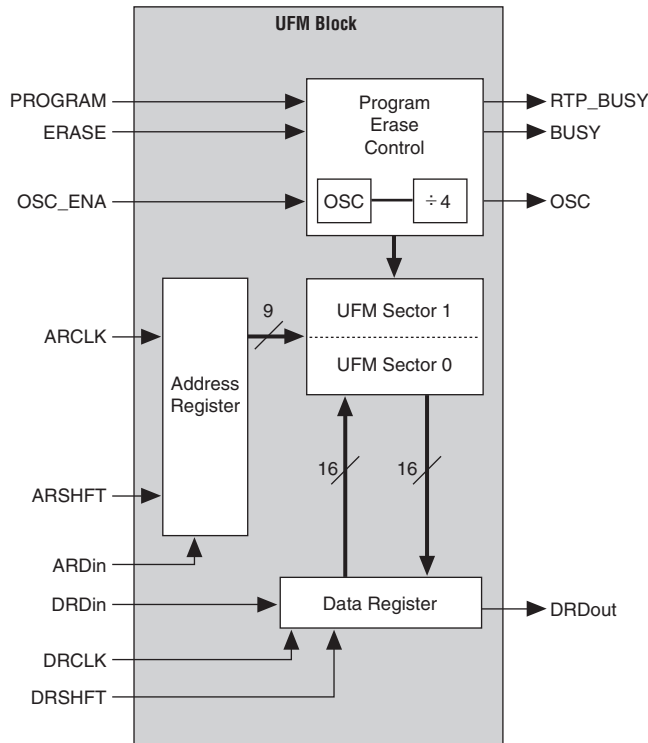 UFM Block
PROGRAM
ERASE
OSC_ENA
Program
Erase
Control
OSC
÷4
RTP_BUSY
BUSY
OSC
ARCLK
ARSHFT
ARDin
Address
Register
9
UFM Sector 1
UFM Sector 0
16
16
DRDin
DRCLK
DRSHFT
Data Register
DRDout